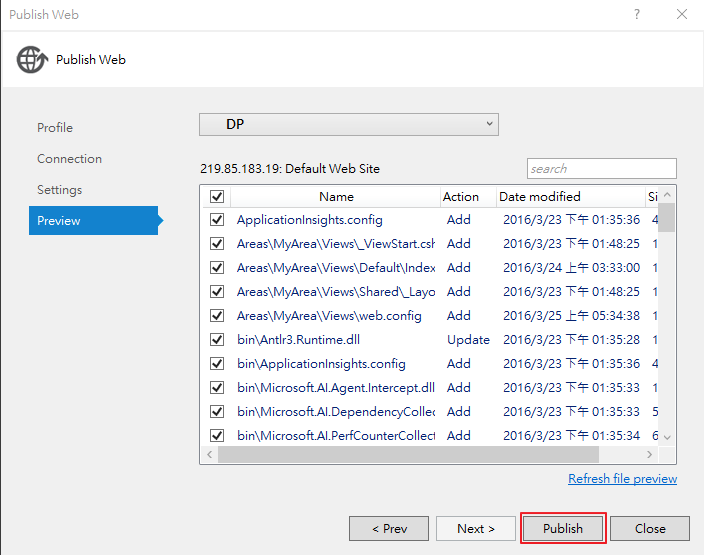 Publish Web
?
Publish Web
Profile
Connection
Settings
Preview
DP
219.85.183.19: Default Web Site
search
Name Action Date modified Si
ApplicationInsights.config Add 2016/3/23 下午 01:35:36 4
Areas\MyArea\Views\_ViewStart.csh Add 2016/3/23 下午 01:48:25 1
Areas\MyArea\Views\Default\Index Add 2016/3/24 上午 03:33:00 1
Areas\MyArea\Views\Shared\_Layo Add 2016/3/23 下午 01:48:25 1
Areas\MyArea\Views\web.config Add 2016/3/25 上午 05:34:38 1
bin\Antlr3.Runtime.dll Update 2016/3/23 下午 01:35:28 1
bin\ApplicationInsights.config Add 2016/3/23 下午 01:35:36 4
bin\Microsoft.AI.Agent.Intercept.dll Add 2016/3/23 下午 01:35:33 1
bin\Microsoft.AI.DependencyCollec Add 2016/3/23 下午 01:35:33 5
bin\Microsoft.AI.PerfCounterCollect Add 2016/3/23 下午 01:35:34 6
Refresh file preview
< Prev Next > Publish Close